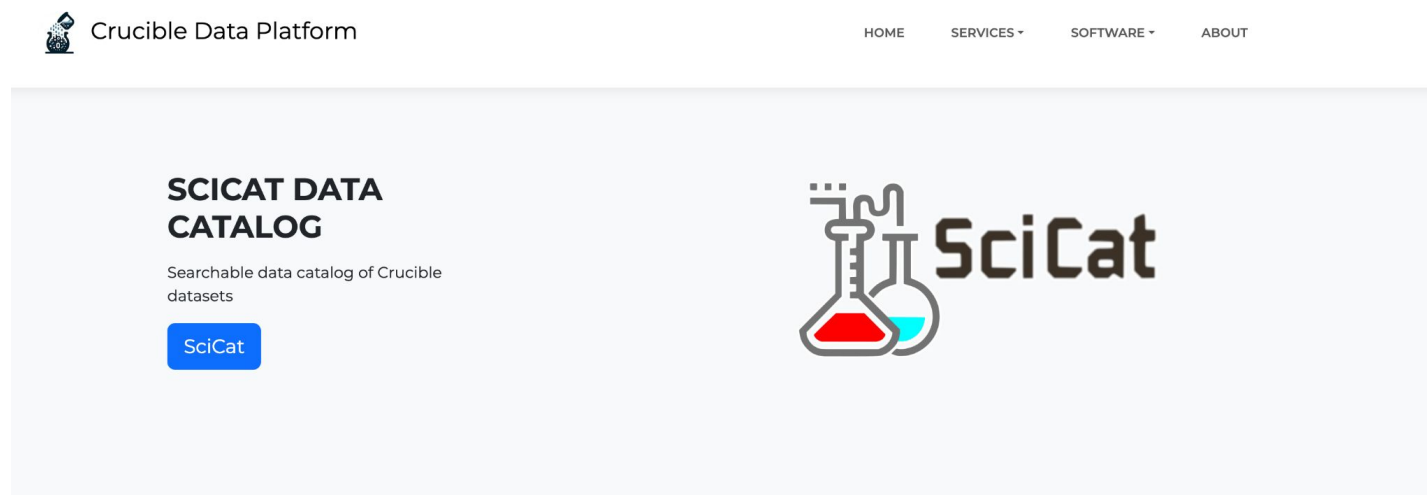 Crucible Data Platform
HOME SERVICES SOFTWARE ABOUT
SCICAT DATA
CATALOG
Searchable data catalog of Crucible
datasets
SciCat
SciCat